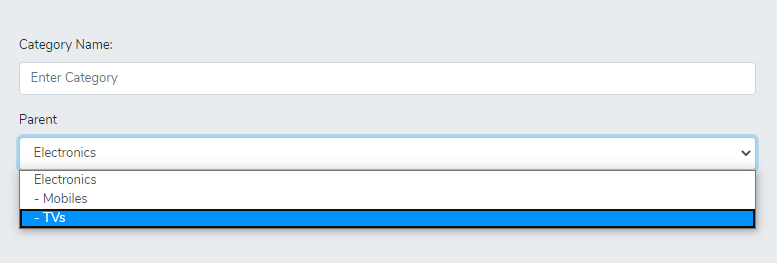 Category Name:
Enter Category
Parent
Electronics
Electronics
- Mobiles
- TVs